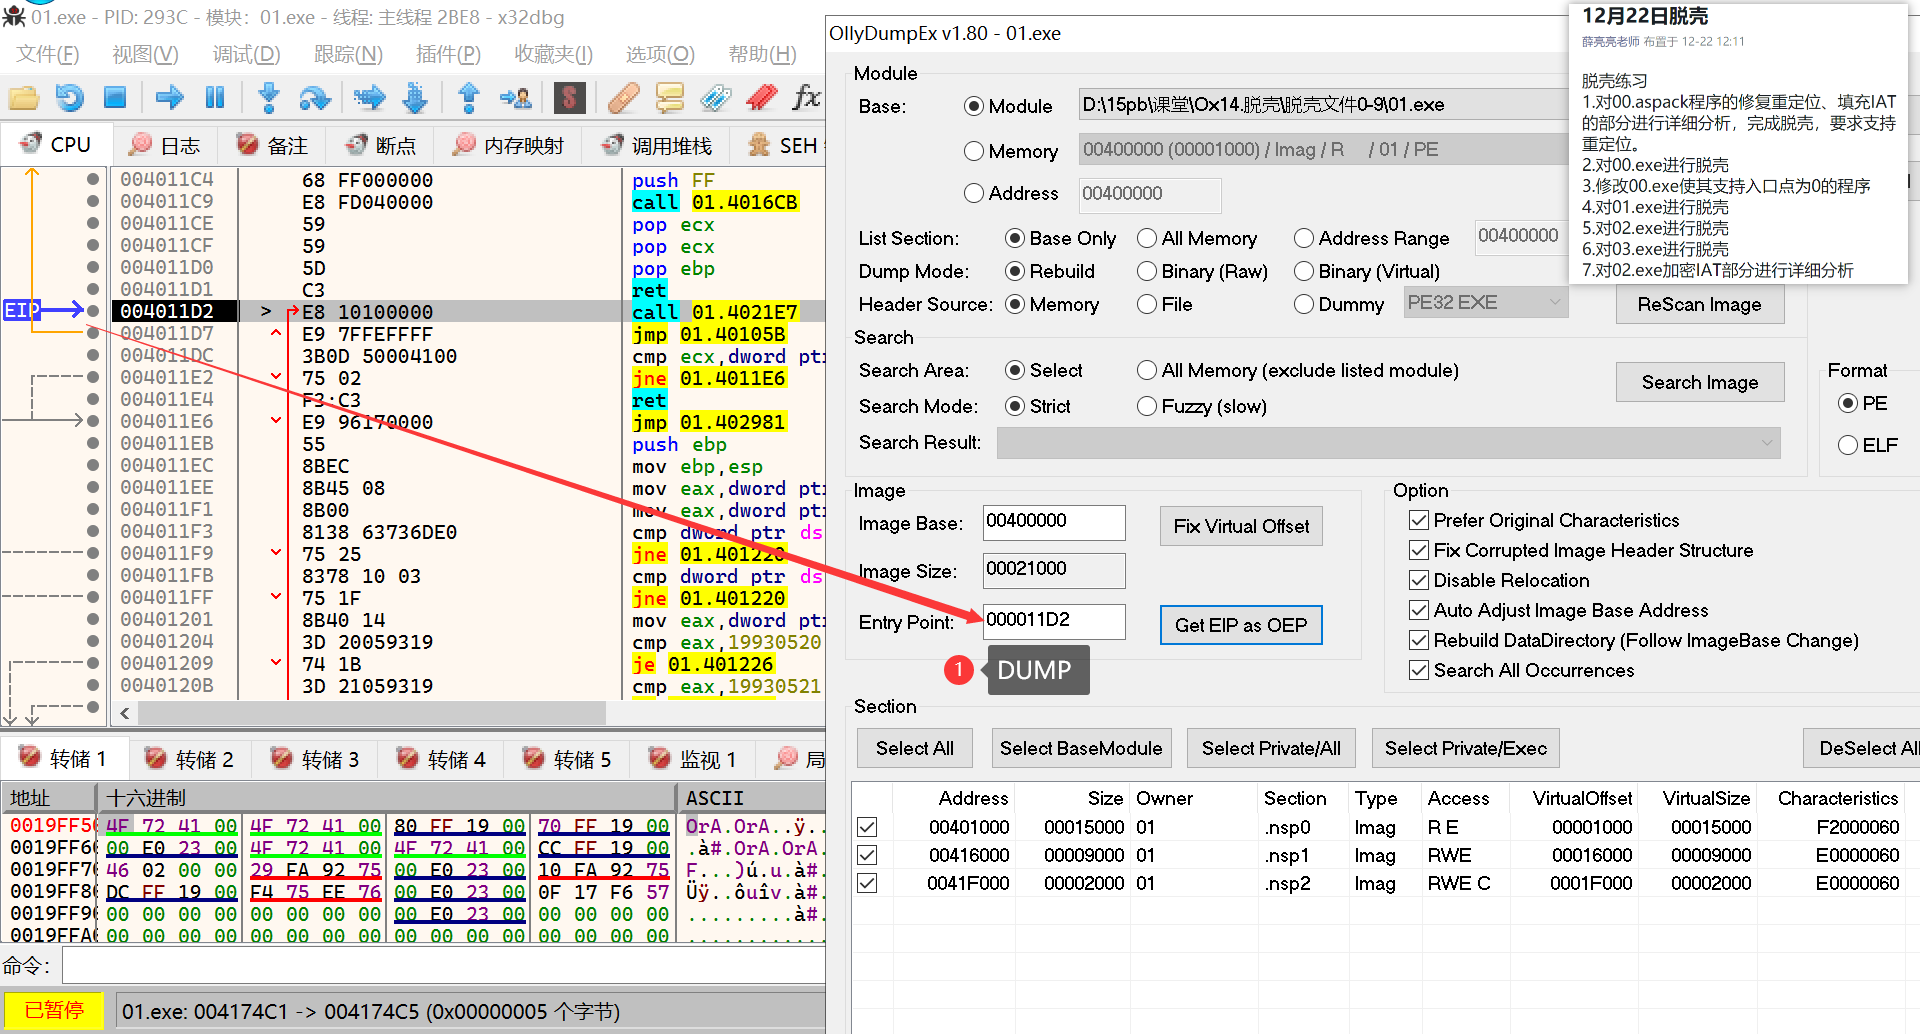 01.exe - PID: 293C - 模块: 01.exe - 线程: 主线程 2BE8 - x32dbg
文件(F) 视图(V) 调试(D) 跟踪(N) 插件(P) 收藏夹(I) 选项(O) 帮助(H)
CPU 日志 备注 断点 内存映射 调用堆栈 SEH
004011C4 68 FF000000 push FF
004011C9 E8 FD040000 call 01.4016CB
004011CE 59 pop ecx
004011CF 59 pop ecx
004011D0 5D pop ebp
004011D1 C3 ret
EIP 004011D2 > E8 10100000 call 01.4021E7
004011D7 E9 7FFEFFFF jmp 01.40105B
004011DC 3B0D 50004100 cmp ecx,dword ptr
004011E2 75 02 jne 01.4011E6
004011E4 F3:C3 ret
004011E6 E9 96170000 jmp 01.402981
004011EB 55 push ebp
004011EC 8BEC mov ebp,esp
004011EE 8B45 08 mov eax,dword ptr
004011F1 8B00 mov eax,dword ptr
004011F3 8138 63736DE0 cmp dword ptr ds
004011F9 75 25 jne 01.401220
004011FB 8378 10 03 cmp dword ptr ds
004011FF 75 1F jne 01.401220
00401201 8B40 14 mov eax,dword ptr
00401204 3D 20059319 cmp eax,19930520
00401209 74 1B je 01.401226
0040120B 3D 21059319 cmp eax,19930521
转储 1 转储 2 转储 3 转储 4 转储 5 监视 1 局
地址 十六进制 ASCII
0019FF50 4F 72 41 00 4F 72 41 00 80 FF 19 00 70 FF 19 00 OrA.OrA..ÿ..
0019FF60 00 E0 23 00 4F 72 41 00 4F 72 41 00 CC FF 19 00 .à#.OrA.OrA
0019FF70 46 02 00 00 29 FA 92 75 00 E0 23 00 10 FA 92 75 F...)ú.u.à#.
0019FF80 DC FF 19 00 F4 75 EE 76 00 E0 23 00 0F 17 F6 57 Üÿ..ôuîv.à#.
0019FF90 00 00 00 00 00 00 00 00 00 E0 23 00 00 00 00 00 .........à#.
0019FFA0 00 00 00 00 00 00 00 00 00 00 00 00 00 00 00 00 ............
命令:
已暂停 01.exe: 004174C1 -> 004174C5 (0x00000005 个字节)
OllyDumpEx v1.80 - 01.exe
Module
Base: Module D:\15pb\课堂\Ox14.脱壳\脱壳文件0-9\01.exe
Memory 00400000 (00001000) / Imag / R / 01 / PE
Address 00400000
List Section: Base Only All Memory Address Range 00400000
Dump Mode: Rebuild Binary (Raw) Binary (Virtual)
Header Source: Memory File Dummy PE32 EXE ReScan Image
Search
Search Area: Select All Memory (exclude listed module) Search Image
Search Mode: Strict Fuzzy (slow)
Search Result:
Format
PE
ELF
Image
Image Base: 00400000 Fix Virtual Offset
Image Size: 00021000
Entry Point: 000011D2 Get EIP as OEP
1 DUMP
Option
Prefer Original Characteristics
Fix Corrupted Image Header Structure
Disable Relocation
Auto Adjust Image Base Address
Rebuild DataDirectory (Follow ImageBase Change)
Search All Occurrences
Section
Select All Select BaseModule Select Private/All Select Private/Exec DeSelect All
Address Size Owner Section Type Access VirtualOffset VirtualSize Characteristics
00401000 00015000 01 .nsp0 Imag R E 00001000 00015000 F2000060
00416000 00009000 01 .nsp1 Imag RWE 00016000 00009000 E0000060
0041F000 00002000 01 .nsp2 Imag RWE C 0001F000 00002000 E0000060
12月22日脱壳
薛亮亮老师 布置于 12-22 12:11
脱壳练习
1.对00.aspack程序的修复重定位、填充IAT
的部分进行详细分析，完成脱壳，要求支持
重定位。
2.对00.exe进行脱壳
3.修改00.exe使其支持入口点为0的程序
4.对01.exe进行脱壳
5.对02.exe进行脱壳
6.对03.exe进行脱壳
7.对02.exe加密IAT部分进行详细分析